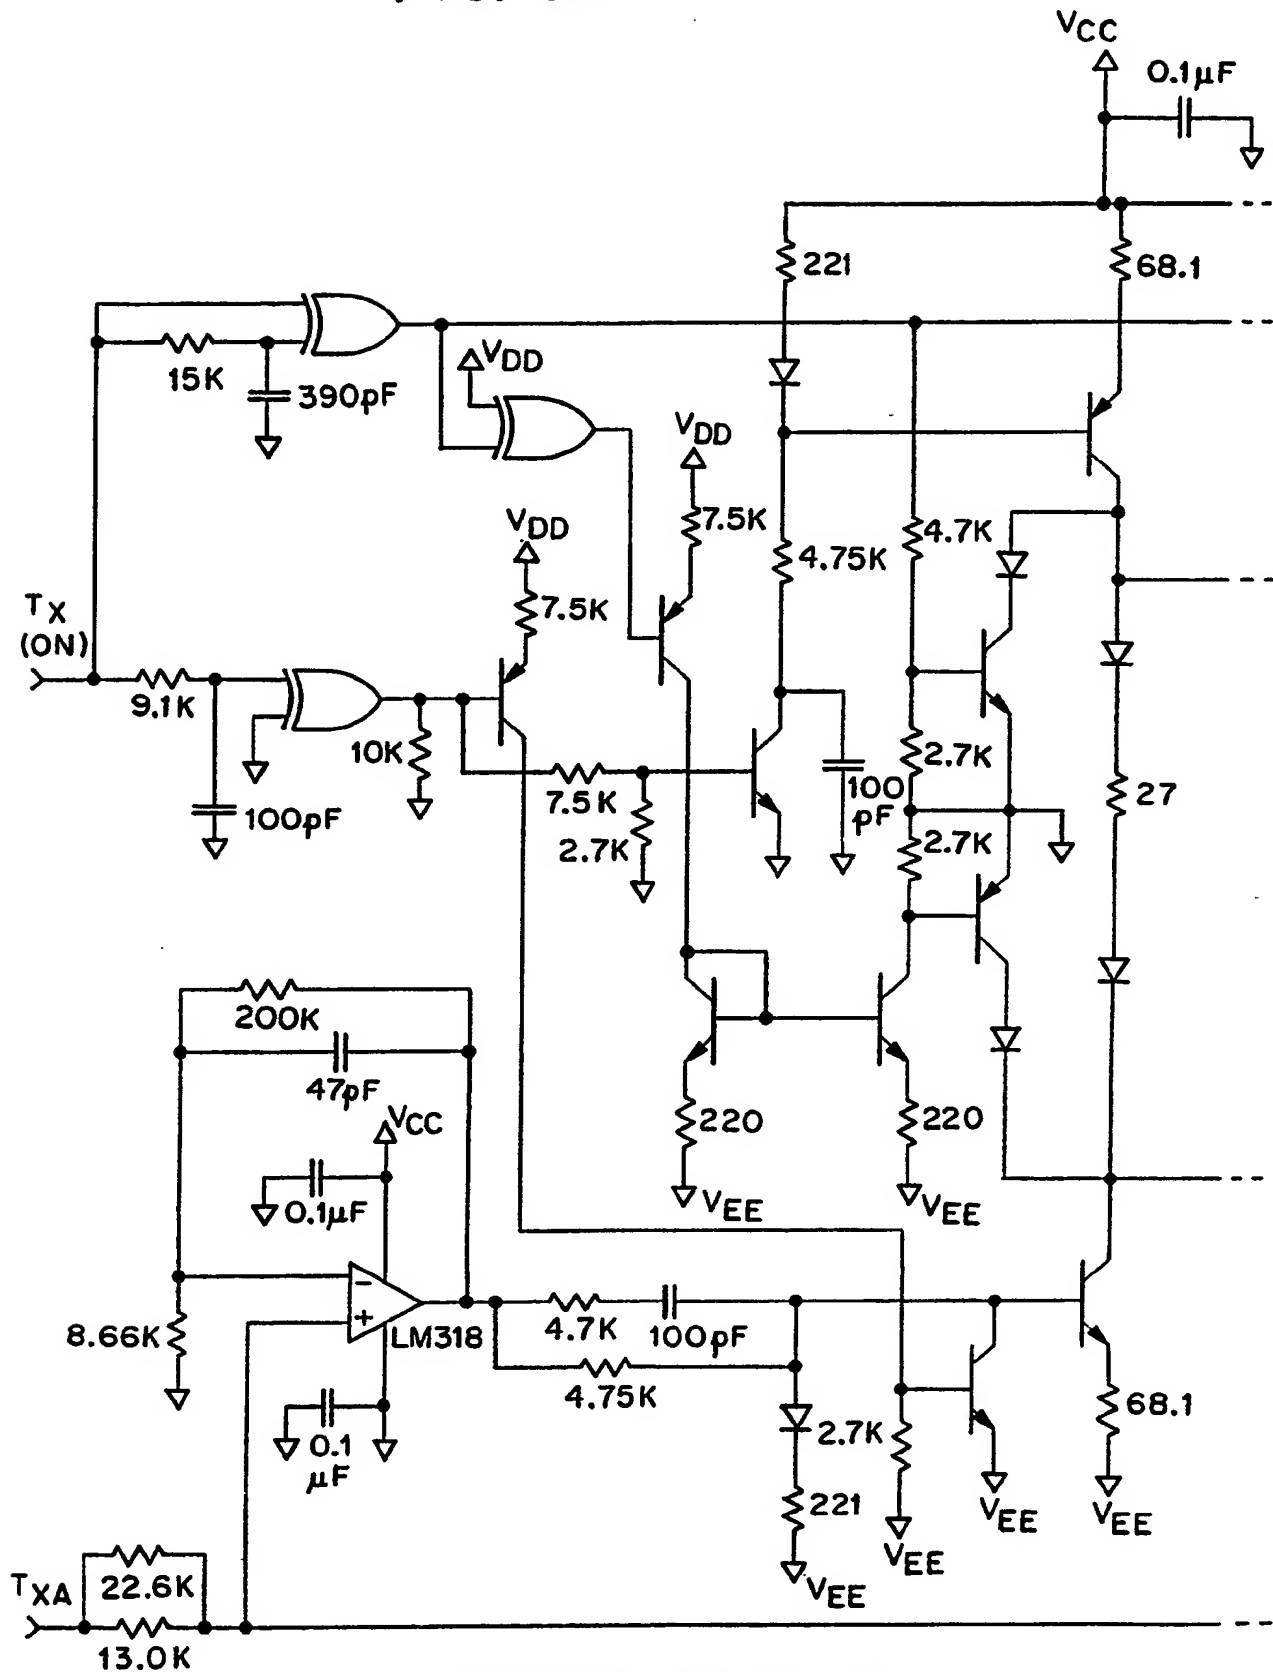 VCC
0.1µF
221
68.1
15K
390pF
VDD
VDD
7.5K
4.7K
4.75K
VDD
7.5K
TX
(ON)
9.1K
10K
2.7K
27
7.5K
100
pF
100pF
2.7K
2.7K
200K
47pF
VCC
220
220
0.1µF
VEE
VEE
−
+
LM318
8.66K
4.7K
100pF
4.75K
68.1
2.7K
0.1
µF
221
VEE
VEE
VEE
VEE
TXA
22.6K
13.0K